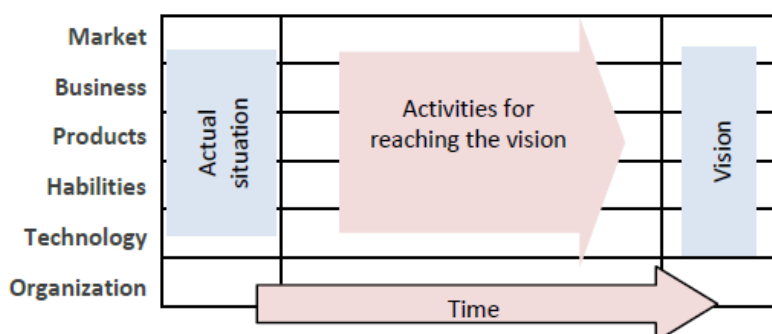 Market
Business
Products
Habilities
Technology
Organization
Actual
situation
Activities for
reaching the vision
Vision
Time